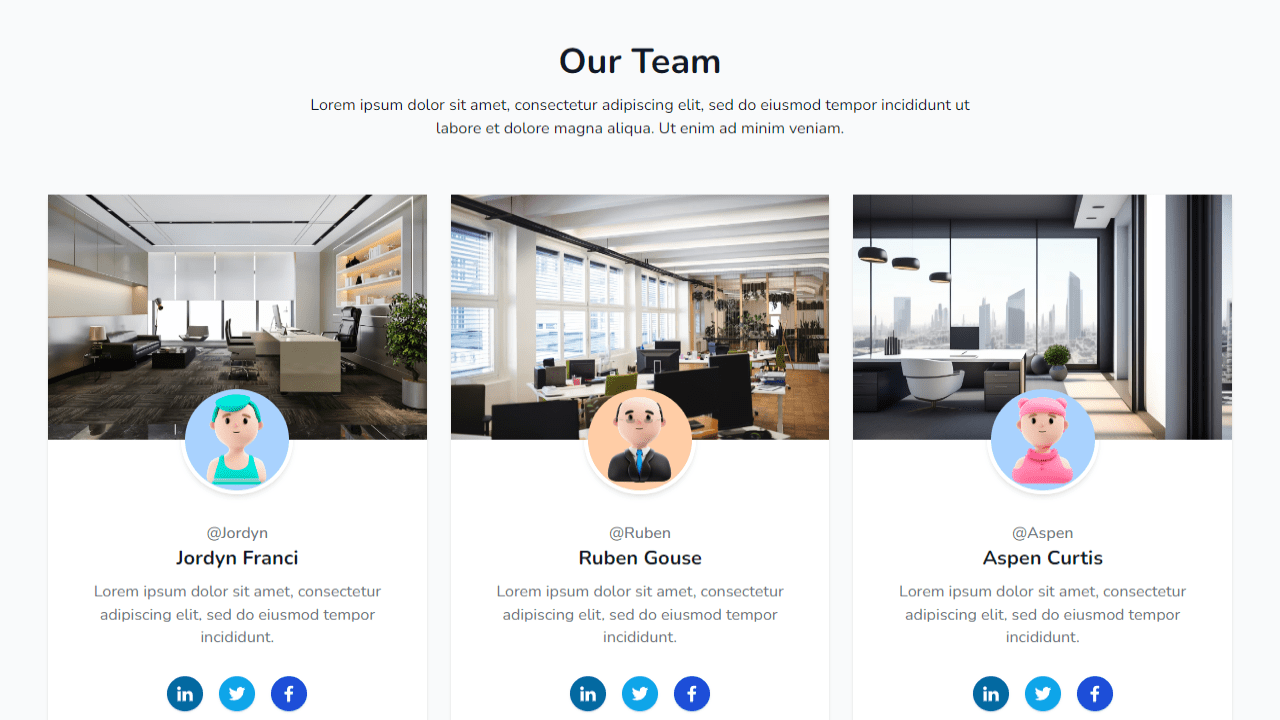 Our Team
Lorem ipsum dolor sit amet, consectetur adipiscing elit, sed do eiusmod tempor incididunt ut
labore et dolore magna aliqua. Ut enim ad minim veniam.
@Jordyn
Jordyn Franci
Lorem ipsum dolor sit amet, consectetur
adipiscing elit, sed do eiusmod tempor
incididunt.
in
f
@Ruben
Ruben Gouse
Lorem ipsum dolor sit amet, consectetur
adipiscing elit, sed do eiusmod tempor
incididunt.
in
f
@Aspen
Aspen Curtis
Lorem ipsum dolor sit amet, consectetur
adipiscing elit, sed do eiusmod tempor
incididunt.
in
f